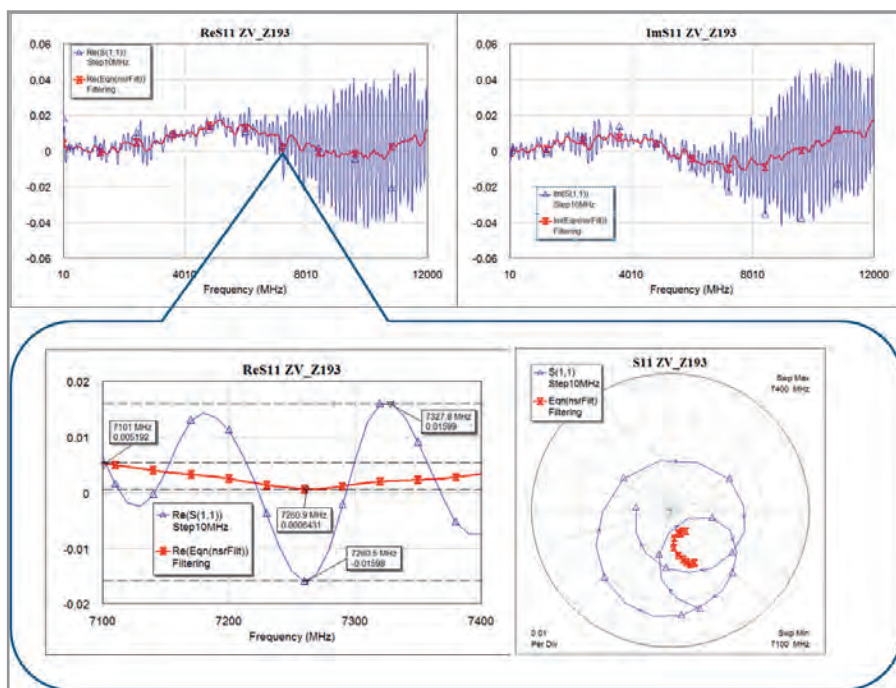 ReS11 ZV_Z193
0.06
0.04
0.02
0
-0.02
-0.04
-0.06
Re(S(1,1))
Step10MHz
Re(Eqn(nsrFilt))
Filtering
10
4010
8010
12000
Frequency (MHz)
ImS11 ZV_Z193
0.06
0.04
0.02
0
-0.02
-0.04
-0.06
Im(S(1,1))
Step10MHz
Im(Eqn(nsrFilt))
Filtering
10
4010
8010
12000
Frequency (MHz)
ReS11 ZV_Z193
0.02
0.01
0
-0.01
-0.02
7101 MHz
0.005192
7327.8 MHz
0.01599
7260.9 MHz
0.0006431
7260.5 MHz
-0.01598
Re(S(1,1))
Step10MHz
Re(Eqn(nsrFilt))
Filtering
7100
7200
7300
7400
Frequency (MHz)
S11 ZV_Z193
S(1,1)
Step10MHz
Eqn(nsrFilt)
Filtering
Swp Max
7400 MHz
0.01
Per Div
Swp Min
7100 MHz